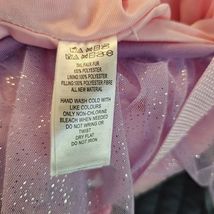 FAUX FUR
100% POLYESTER
LINING:100% POLYESTER
FILLING:100% POLYESTER FIBRE
ALL NEW MATERIAL
HAND WASH COLD WITH
LIKE COLOURS
ONLY NON-CHLORINE
BLEACH WHEN NEEDED
DO NOT WRING OR
TWIST
DRY FLAT
DO NOT IRON